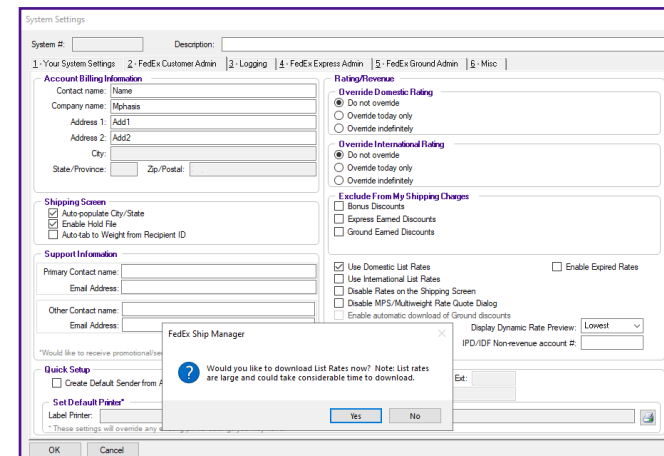 System Settings
System #:
Description:
1 - Your System Settings 2 - FedEx Customer Admin 3 - Logging 4 - FedEx Express Admin 5 - FedEx Ground Admin 6 - Misc
Account Billing Information
Contact name: Name
Company name: Mphasis
Address 1: Add1
Address 2: Add2
City:
State/Province: Zip/Postal:
Shipping Screen
Auto-populate City/State
Enable Hold File
Auto-tab to Weight from Recipient ID
Support Information
Primary Contact name:
Email Address:
Other Contact name:
Email Address:
*Would like to receive promotional/se
Quick Setup
Create Default Sender from A
Set Default Printer*
Label Printer:
* These settings will override any
Rating/Revenue
Override Domestic Rating
Do not override
Override today only
Override indefinitely
Override International Rating
Do not override
Override today only
Override indefinitely
Exclude From My Shipping Charges
Bonus Discounts
Express Earned Discounts
Ground Earned Discounts
Use Domestic List Rates Enable Expired Rates
Use International List Rates
Disable Rates on the Shipping Screen
Disable MPS/Multiweight Rate Quote Dialog
Enable automatic download of Ground discounts
Display Dynamic Rate Preview: Lowest
IPD/IDF Non-revenue account #:
Ext:
FedEx Ship Manager
Would you like to download List Rates now? Note: List rates
are large and could take considerable time to download.
Yes No
OK Cancel